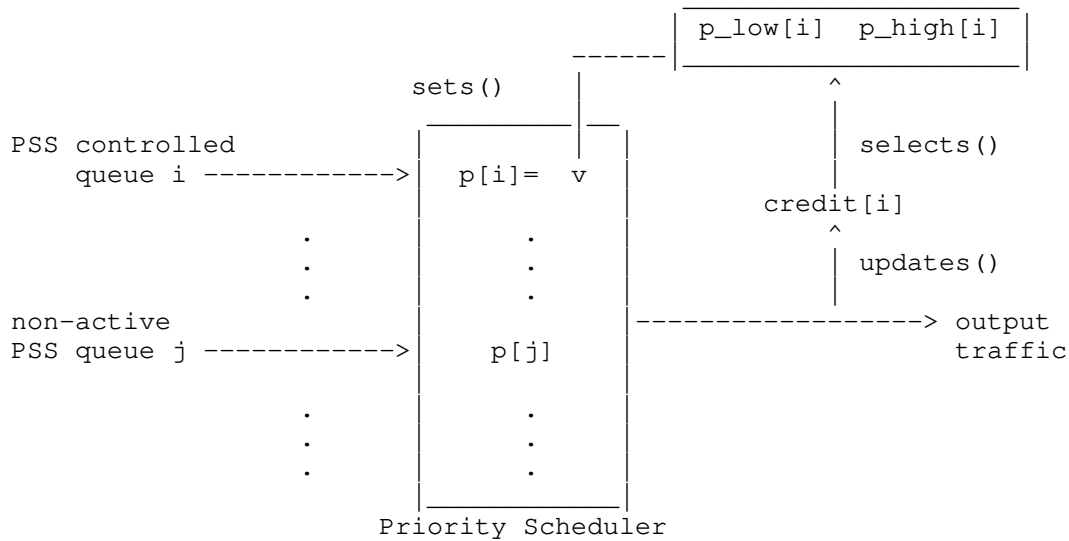 p_low[i] p_high[i]
sets()
PSS controlled
queue i ------------> p[i]= v
selects()
credit[i]
updates()
non-active
PSS queue j ------------> p[j]
output
traffic
Priority Scheduler